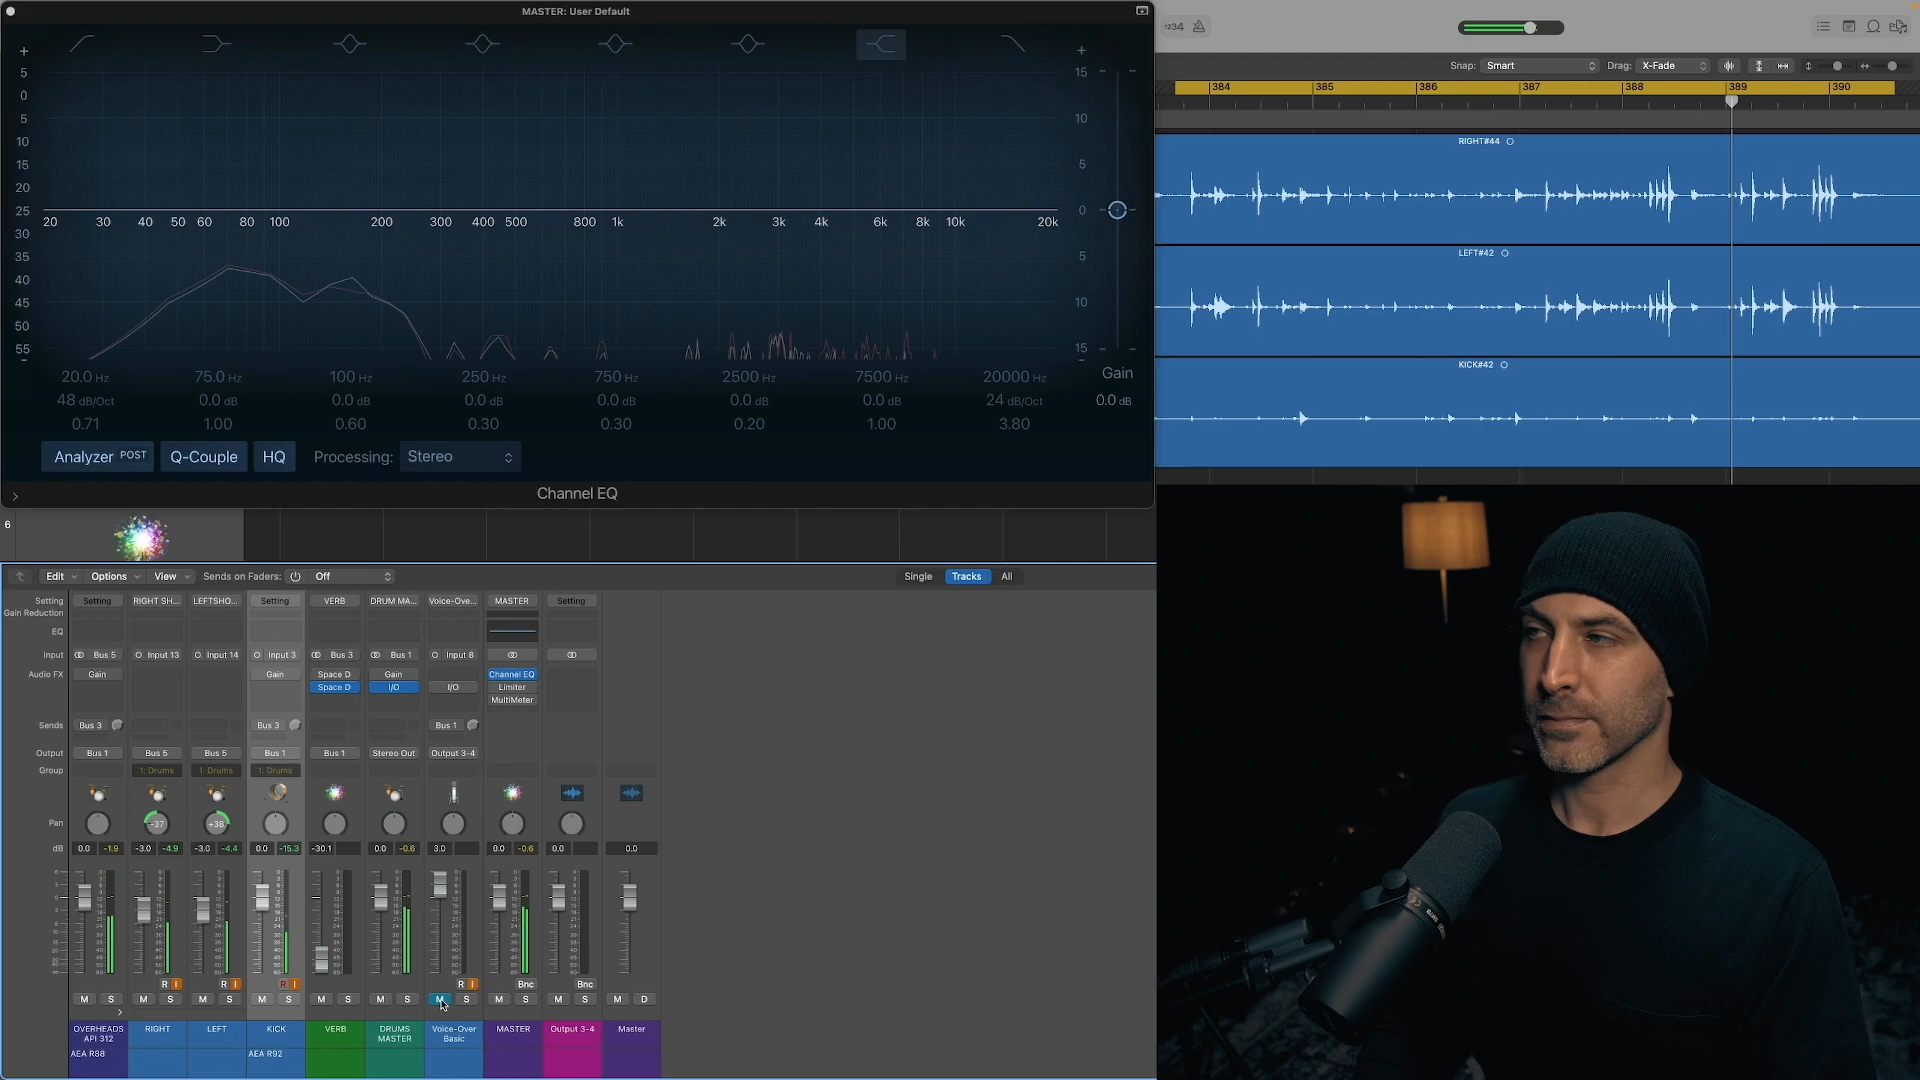 MASTER: User Default
1234
Snap: Smart
Drag: X-Fade
384 385 386 387 388 389 390
RIGHT#44
LEFT#42
KICK#42
+
5
0
5
10
15
20
25
30
35
40
45
50
55
-
20 30 40 50 60 80 100 200 300 400 500 800 1k 2k 3k 4k 6k 8k 10k 20k
+
15
10
5
0
5
10
15
-
20.0 Hz 75.0 Hz 100 Hz 250 Hz 750 Hz 2500 Hz 7500 Hz 20000 Hz Gain
48 dB/Oct 0.0 dB 0.0 dB 0.0 dB 0.0 dB 0.0 dB 0.0 dB 24 dB/Oct 0.0 dB
0.71 1.00 0.60 0.30 0.30 0.20 1.00 3.80
Analyzer POST Q-Couple HQ Processing: Stereo
Channel EQ
6
Edit Options View Sends on Faders: Off Single Tracks All
Setting Setting RIGHT SH... LEFTSHO... Setting VERB DRUM MA... Voice-Ove... MASTER Setting
Gain Reduction
EQ
Input Bus 5 Input 13 Input 14 Input 3 Bus 3 Bus 1 Input 8
Audio FX Gain Gain Space D Gain Channel EQ
Space D I/O I/O Limiter
MultiMeter
Sends Bus 3 Bus 3 Bus 1
Output Bus 1 Bus 5 Bus 5 Bus 1 Bus 1 Stereo Out Output 3-4
Group 1: Drums 1: Drums 1: Drums
Pan -37 +38
dB 0.0 -1.9 -3.0 -4.9 -3.0 -4.4 0.0 -15.3 -30.1 0.0 -0.6 3.0 0.0 -0.6 0.0 0.0
R I R I R I R I Bnc Bnc
M S M S M S M S M S M S M S M S M S M D
OVERHEADS API 312 RIGHT LEFT KICK VERB DRUMS MASTER Voice-Over Basic MASTER Output 3-4 Master
AEA R88 AEA R92